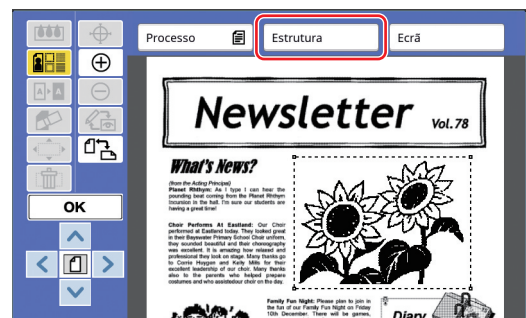 Processo
Estrutura
Ecrã
A A
OK
Newsletter Vol. 78
What's News?
(from the Acting Principal)
Planet Rhthym: As I type I can hear the
pounding beat coming from the Planet Rhthym
Incursion in the hall. I'm sure our students are
having a great time!
Choir Performs At Eastland: Our Choir
performed at Eastland today. They looked great
in their Bayswater Primary School Choir uniform,
they sounded beautiful and their choreography
was excellent. It is amazing how relaxed and
professional they look on stage. Many thanks go
to Corrie Huygen and Kelly Mills for their
excellent leadership of our choir. Many thanks
also to the parents who helped prepare
costumes and who assistedour choir on the day.
Family Fun Night: Please plan to join in
the fun of our Family Fun Night on Friday
10th December. There will be games,
Diary